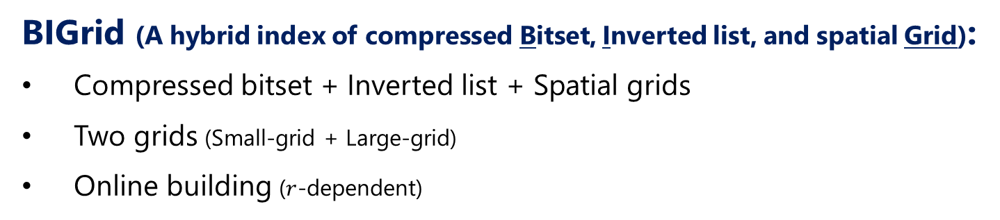 BIGrid (A hybrid index of compressed Bitset, Inverted list, and spatial Grid):
• Compressed bitset + Inverted list + Spatial grids
• Two grids (Small-grid + Large-grid)
• Online building (r-dependent)